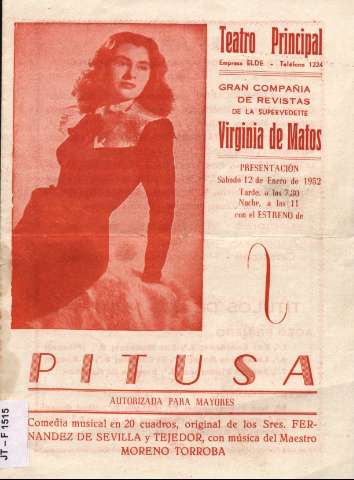 Teatro Principal
Empresa ELDE - Teléfono 1234
GRAN COMPAÑIA
DE REVISTAS
DE LA SUPERVEDETTE
Virginia de Matos
PRESENTACIÓN
Sábado 12 de Enero de 1952
Tarde, a las 7,30
Noche, a las 11
con el ESTRENO de
PITUSA
AUTORIZADA PARA MAYORES
Comedia musical en 20 cuadros, original de los Sres. FER-
NANDEZ DE SEVILLA y TEJEDOR, con música del Maestro
MORENO TORROBA
JT - F 1515